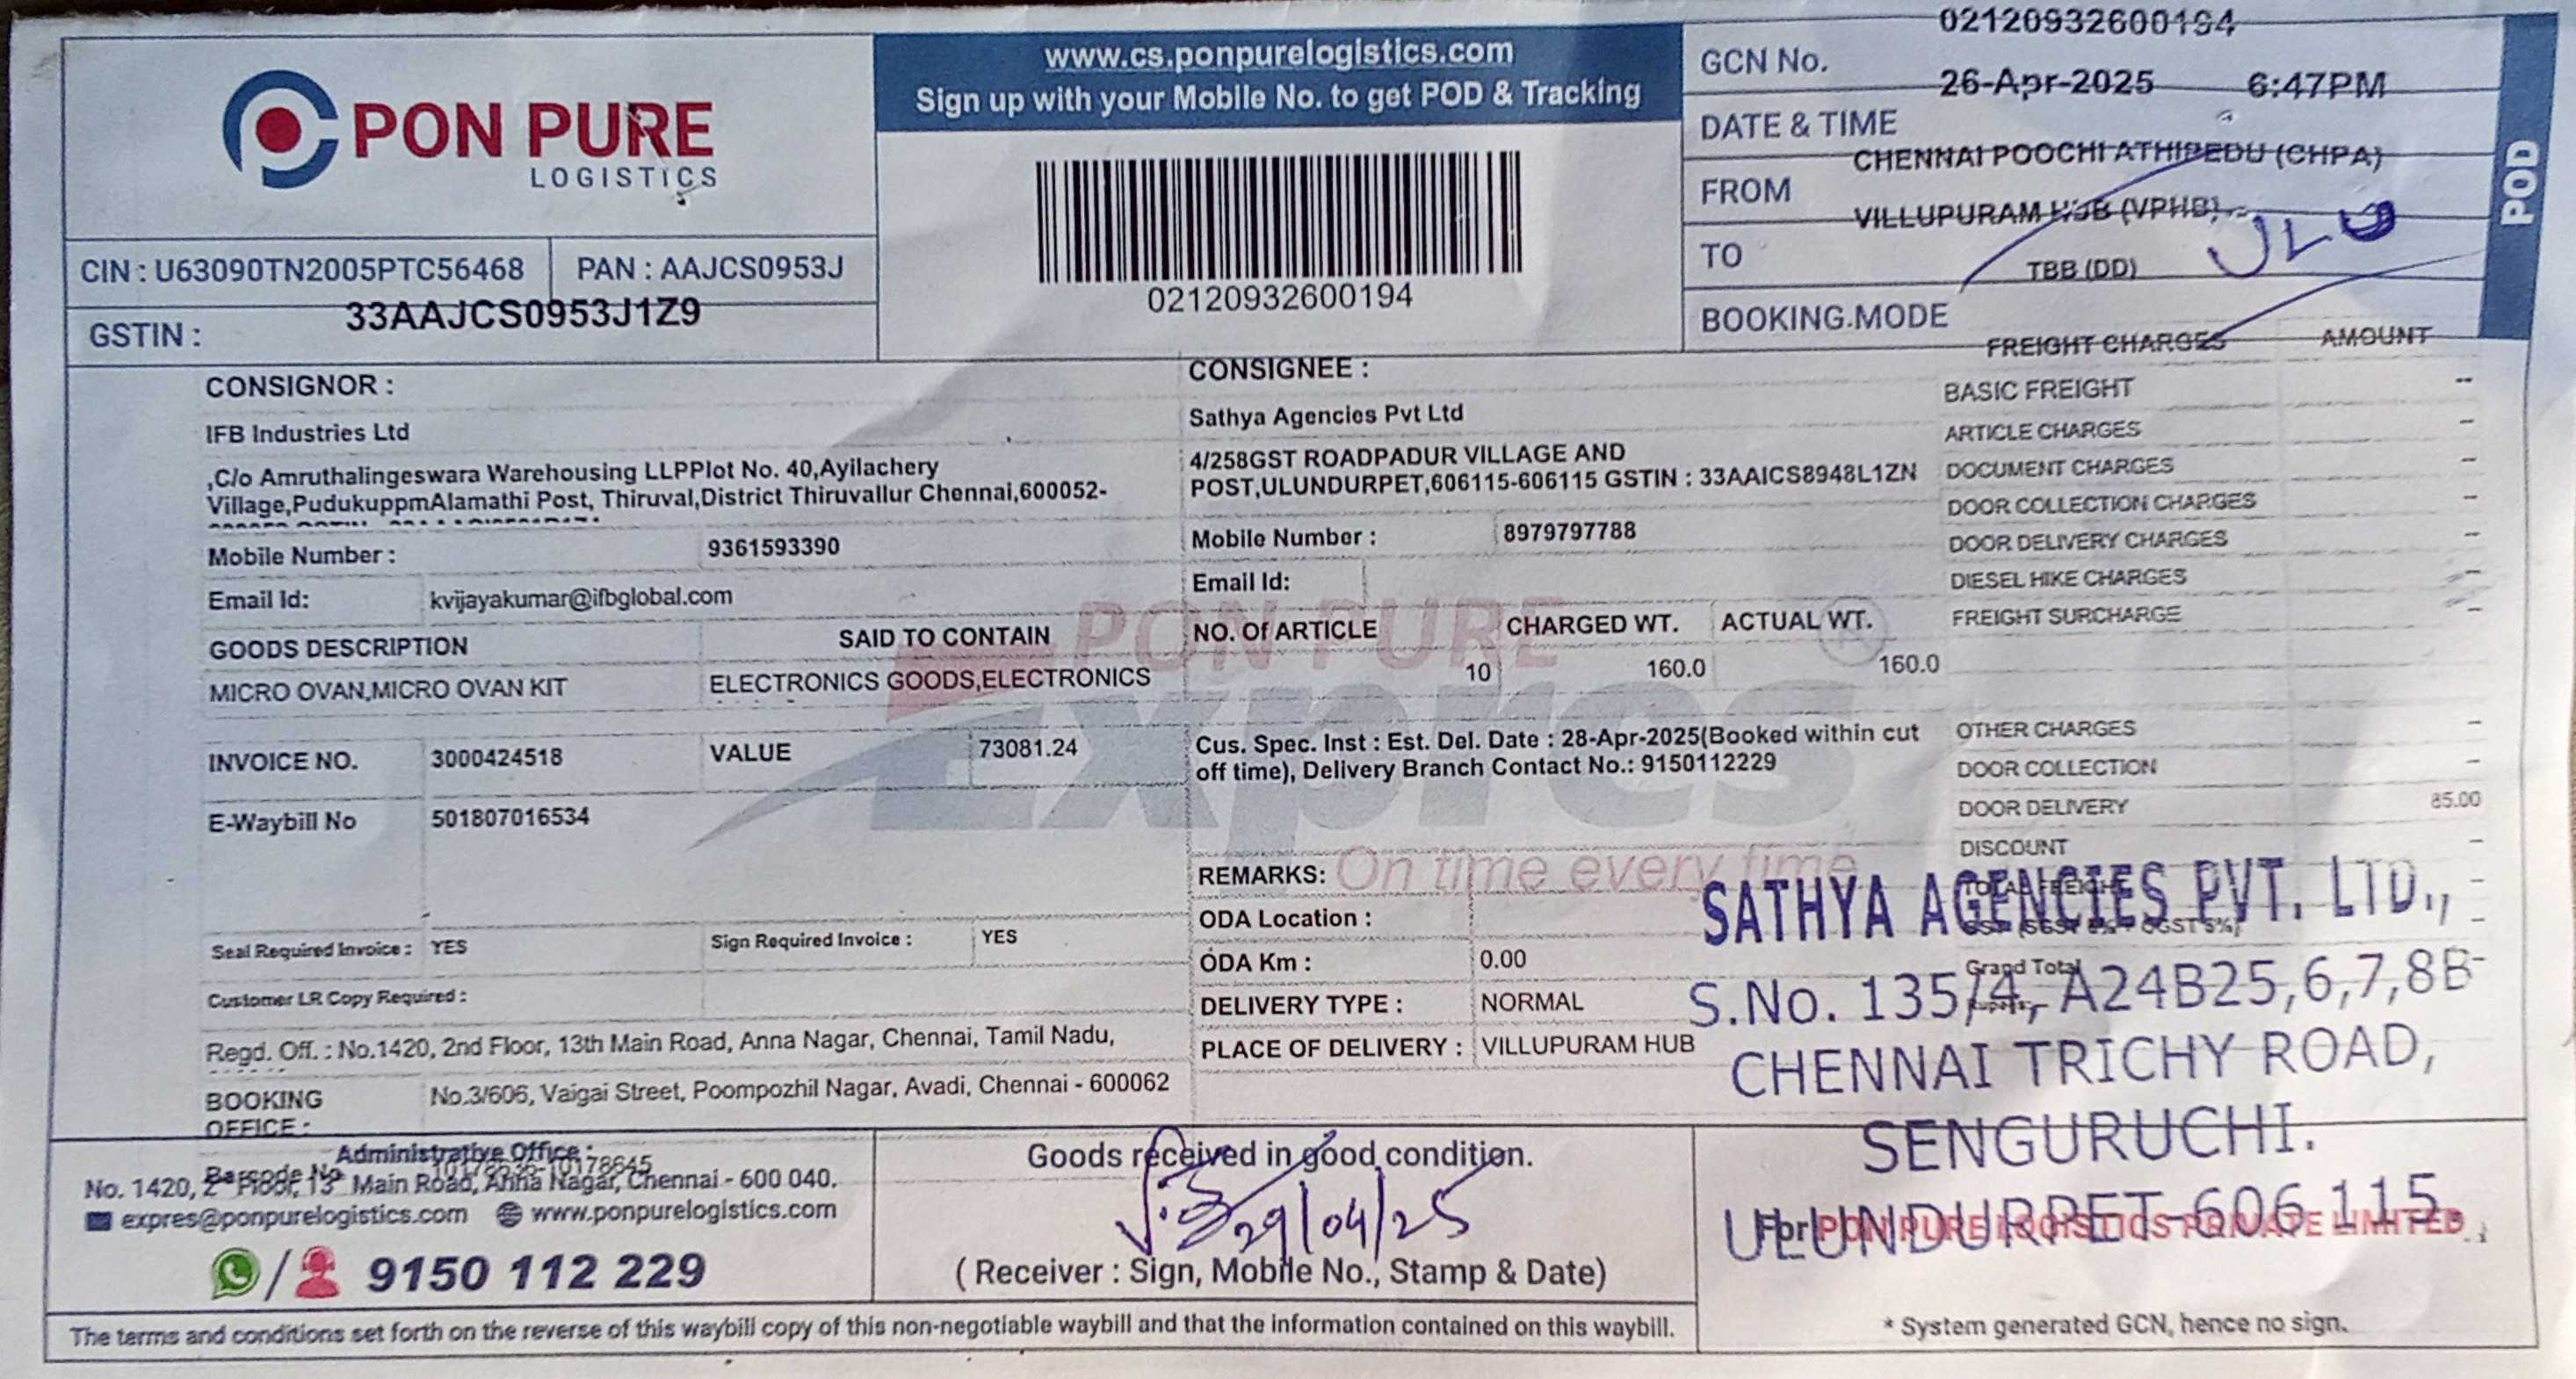 PON PURE
LOGISTICS
CIN : U63090TN2005PTC56468
PAN : AAJCS0953J
GSTIN : 33AAJCS0953J1Z9
www.cs.ponpurelogistics.com
Sign up with your Mobile No. to get POD & Tracking
02120932600194
GCN No. 02120932600194
DATE & TIME 26-Apr-2025 6:47PM
FROM CHENNAI POOCHI ATHIPEDU (CHPA)
TO VILLUPURAM HUB (VPHB)
BOOKING.MODE TBB (DD)
POD
CONSIGNOR :
IFB Industries Ltd
,C/o Amruthalingeswara Warehousing LLPPlot No. 40,Ayilachery
Village,PudukuppmAlamathi Post, Thiruval,District Thiruvallur Chennai,600052-
Mobile Number : 9361593390
Email Id: kvijayakumar@ifbglobal.com
GOODS DESCRIPTION SAID TO CONTAIN
MICRO OVAN,MICRO OVAN KIT ELECTRONICS GOODS,ELECTRONICS
INVOICE NO. 3000424518 VALUE 73081.24
E-Waybill No 501807016534
Seal Required Invoice : YES Sign Required Invoice : YES
Customer LR Copy Required :
Regd. Off. : No.1420, 2nd Floor, 13th Main Road, Anna Nagar, Chennai, Tamil Nadu,
BOOKING No.3/606, Vaigai Street, Poompozhil Nagar, Avadi, Chennai - 600062
OFFICE :
CONSIGNEE :
Sathya Agencies Pvt Ltd
4/258GST ROADPADUR VILLAGE AND
POST,ULUNDURPET,606115-606115 GSTIN : 33AAICS8948L1ZN
Mobile Number : 8979797788
Email Id:
NO. Of ARTICLE CHARGED WT. ACTUAL WT.
10 160.0 160.0
PON PURE
Expres
On time every time
Cus. Spec. Inst : Est. Del. Date : 28-Apr-2025(Booked within cut
off time), Delivery Branch Contact No.: 9150112229
REMARKS:
ODA Location :
ODA Km : 0.00
DELIVERY TYPE : NORMAL
PLACE OF DELIVERY : VILLUPURAM HUB
FREIGHT CHARGES AMOUNT
BASIC FREIGHT --
ARTICLE CHARGES --
DOCUMENT CHARGES --
DOOR COLLECTION CHARGES --
DOOR DELIVERY CHARGES --
DIESEL HIKE CHARGES --
FREIGHT SURCHARGE --
OTHER CHARGES --
DOOR COLLECTION --
DOOR DELIVERY 85.00
DISCOUNT --
TOTAL FREIGHT --
Grand Total
SATHYA AGENCIES PVT. LTD.,
S.No. 135/4, A24B25,6,7,8B
CHENNAI TRICHY ROAD,
SENGURUCHI.
ULUNDURPET-606 115.
For PON PURE LOGISTICS PRIVATE LIMITED
* System generated GCN, hence no sign.
Administrative Office :
Barcode No 10178636-10178645
No. 1420, 2nd Floor, 13th Main Road, Anna Nagar, Chennai - 600 040.
expres@ponpurelogistics.com www.ponpurelogistics.com
9150 112 229
Goods received in good condition.
29/04/25
( Receiver : Sign, Mobile No., Stamp & Date)
The terms and conditions set forth on the reverse of this waybill copy of this non-negotiable waybill and that the information contained on this waybill.